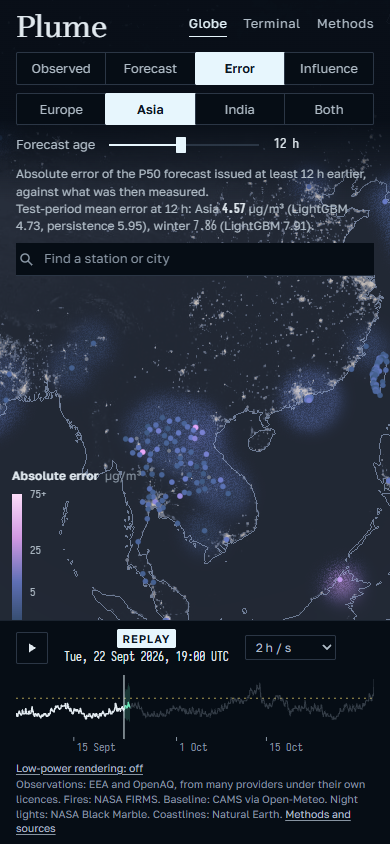 Plume Globe Terminal Methods
Observed Forecast Error Influence
Europe Asia India Both
Forecast age 12 h
Absolute error of the P50 forecast issued at least 12 h earlier,
against what was then measured.
Test-period mean error at 12 h: Asia 4.57 µg/m³ (LightGBM
4.73, persistence 5.95), winter 7.86 (LightGBM 7.91).
Find a station or city
Absolute error µg/m³
75+
25
5
REPLAY
Tue, 22 Sept 2026, 19:00 UTC
2 h / s
15 Sept 1 Oct 15 Oct
Low-power rendering: off
Observations: EEA and OpenAQ, from many providers under their own
licences. Fires: NASA FIRMS. Baseline: CAMS via Open-Meteo. Night
lights: NASA Black Marble. Coastlines: Natural Earth. Methods and
sources